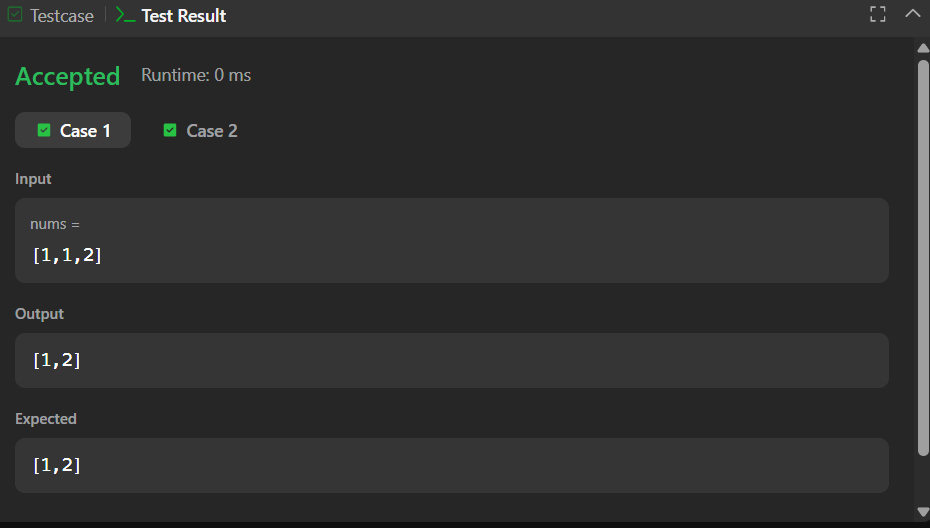 Testcase
Test Result
Accepted Runtime: 0 ms
Case 1 Case 2
Input
nums =
[1,1,2]
Output
[1,2]
Expected
[1,2]